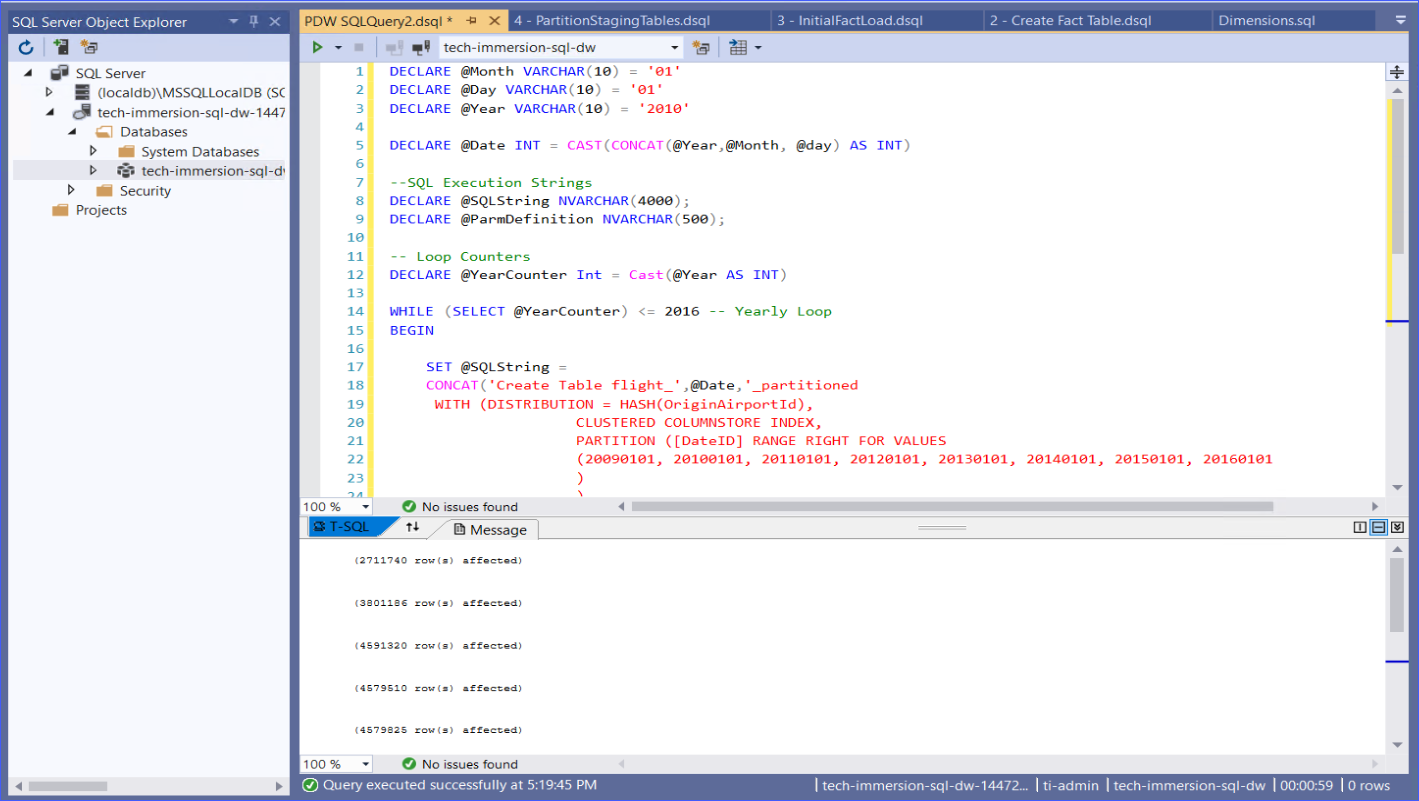 SQL Server Object Explorer
SQL Server
(localdb)\MSSQLLocalDB (SC
tech-immersion-sql-dw-1447
Databases
System Databases
tech-immersion-sql-d
Security
Projects
PDW SQLQuery2.dsql * 4 - PartitionStagingTables.dsql 3 - InitialFactLoad.dsql 2 - Create Fact Table.dsql Dimensions.sql
tech-immersion-sql-dw
1 DECLARE @Month VARCHAR(10) = '01'
2 DECLARE @Day VARCHAR(10) = '01'
3 DECLARE @Year VARCHAR(10) = '2010'
4
5 DECLARE @Date INT = CAST(CONCAT(@Year,@Month, @day) AS INT)
6
7 --SQL Execution Strings
8 DECLARE @SQLString NVARCHAR(4000);
9 DECLARE @ParmDefinition NVARCHAR(500);
10
11 -- Loop Counters
12 DECLARE @YearCounter Int = Cast(@Year AS INT)
13
14 WHILE (SELECT @YearCounter) <= 2016 -- Yearly Loop
15 BEGIN
16
17 SET @SQLString =
18 CONCAT('Create Table flight_',@Date,'_partitioned
19 WITH (DISTRIBUTION = HASH(OriginAirportId),
20 CLUSTERED COLUMNSTORE INDEX,
21 PARTITION ([DateID] RANGE RIGHT FOR VALUES
22 (20090101, 20100101, 20110101, 20120101, 20130101, 20140101, 20150101, 20160101
23 )
24 )
100 % No issues found
T-SQL Message
(2711740 row(s) affected)
(3801186 row(s) affected)
(4591320 row(s) affected)
(4579510 row(s) affected)
(4579825 row(s) affected)
100 % No issues found
Query executed successfully at 5:19:45 PM tech-immersion-sql-dw-14472... ti-admin tech-immersion-sql-dw 00:00:59 0 rows